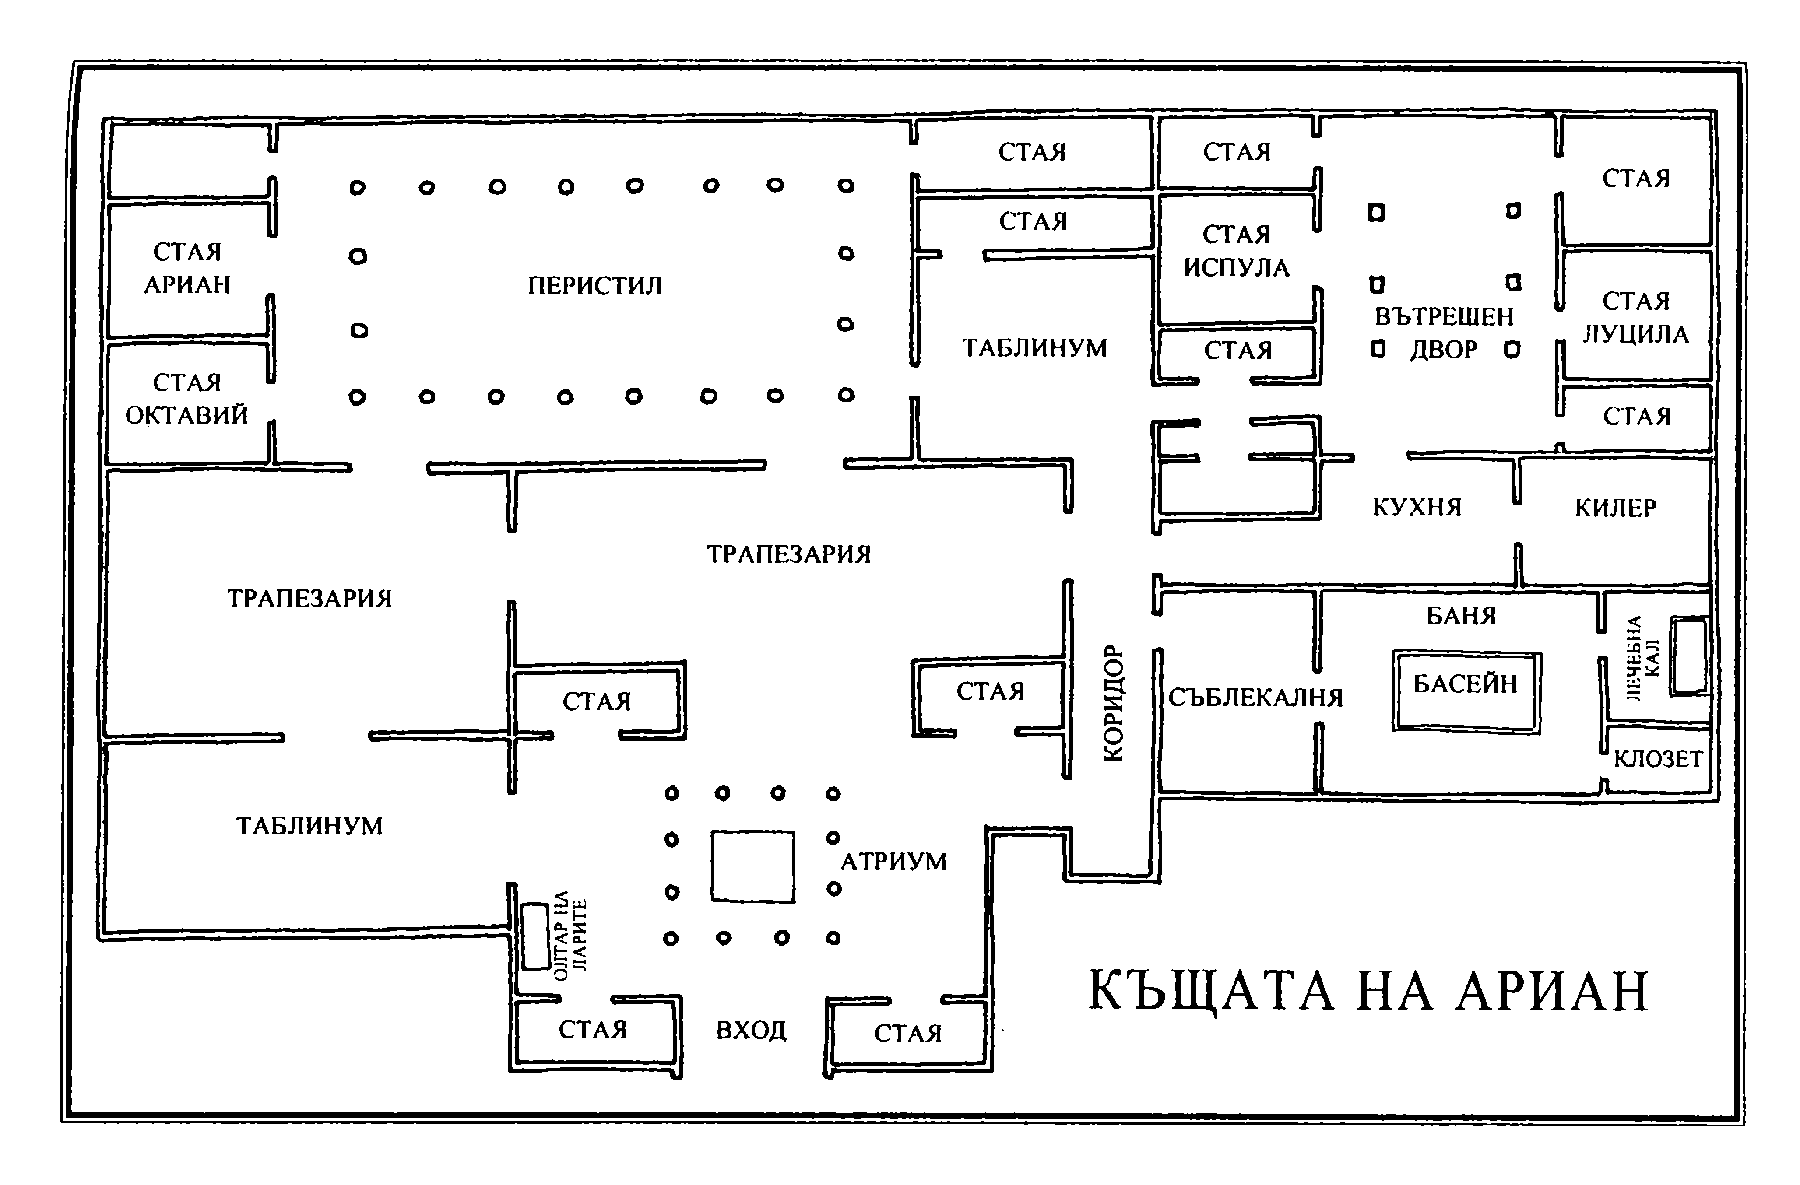 СТАЯ
СТАЯ
СТАЯ
СТАЯ
СТАЯ
ИСПУЛА
СТАЯ
АРИАН
ПЕРИСТИЛ
ТАБЛИНУМ
СТАЯ
ВЪТРЕШЕН
ДВОР
СТАЯ
ЛУЦИЛА
СТАЯ
ОКТАВИЙ
СТАЯ
КУХНЯ
КИЛЕР
ТРАПЕЗАРИЯ
ТРАПЕЗАРИЯ
БАНЯ
ЛЕЧЕБНА
КАЛ
СТАЯ
СТАЯ
КОРИДОР
СЪБЛЕКАЛНЯ
БАСЕЙН
КЛОЗЕТ
ТАБЛИНУМ
АТРИУМ
ОЛТАР НА
ЛАРИТЕ
КЪЩАТА НА АРИАН
СТАЯ
ВХОД
СТАЯ